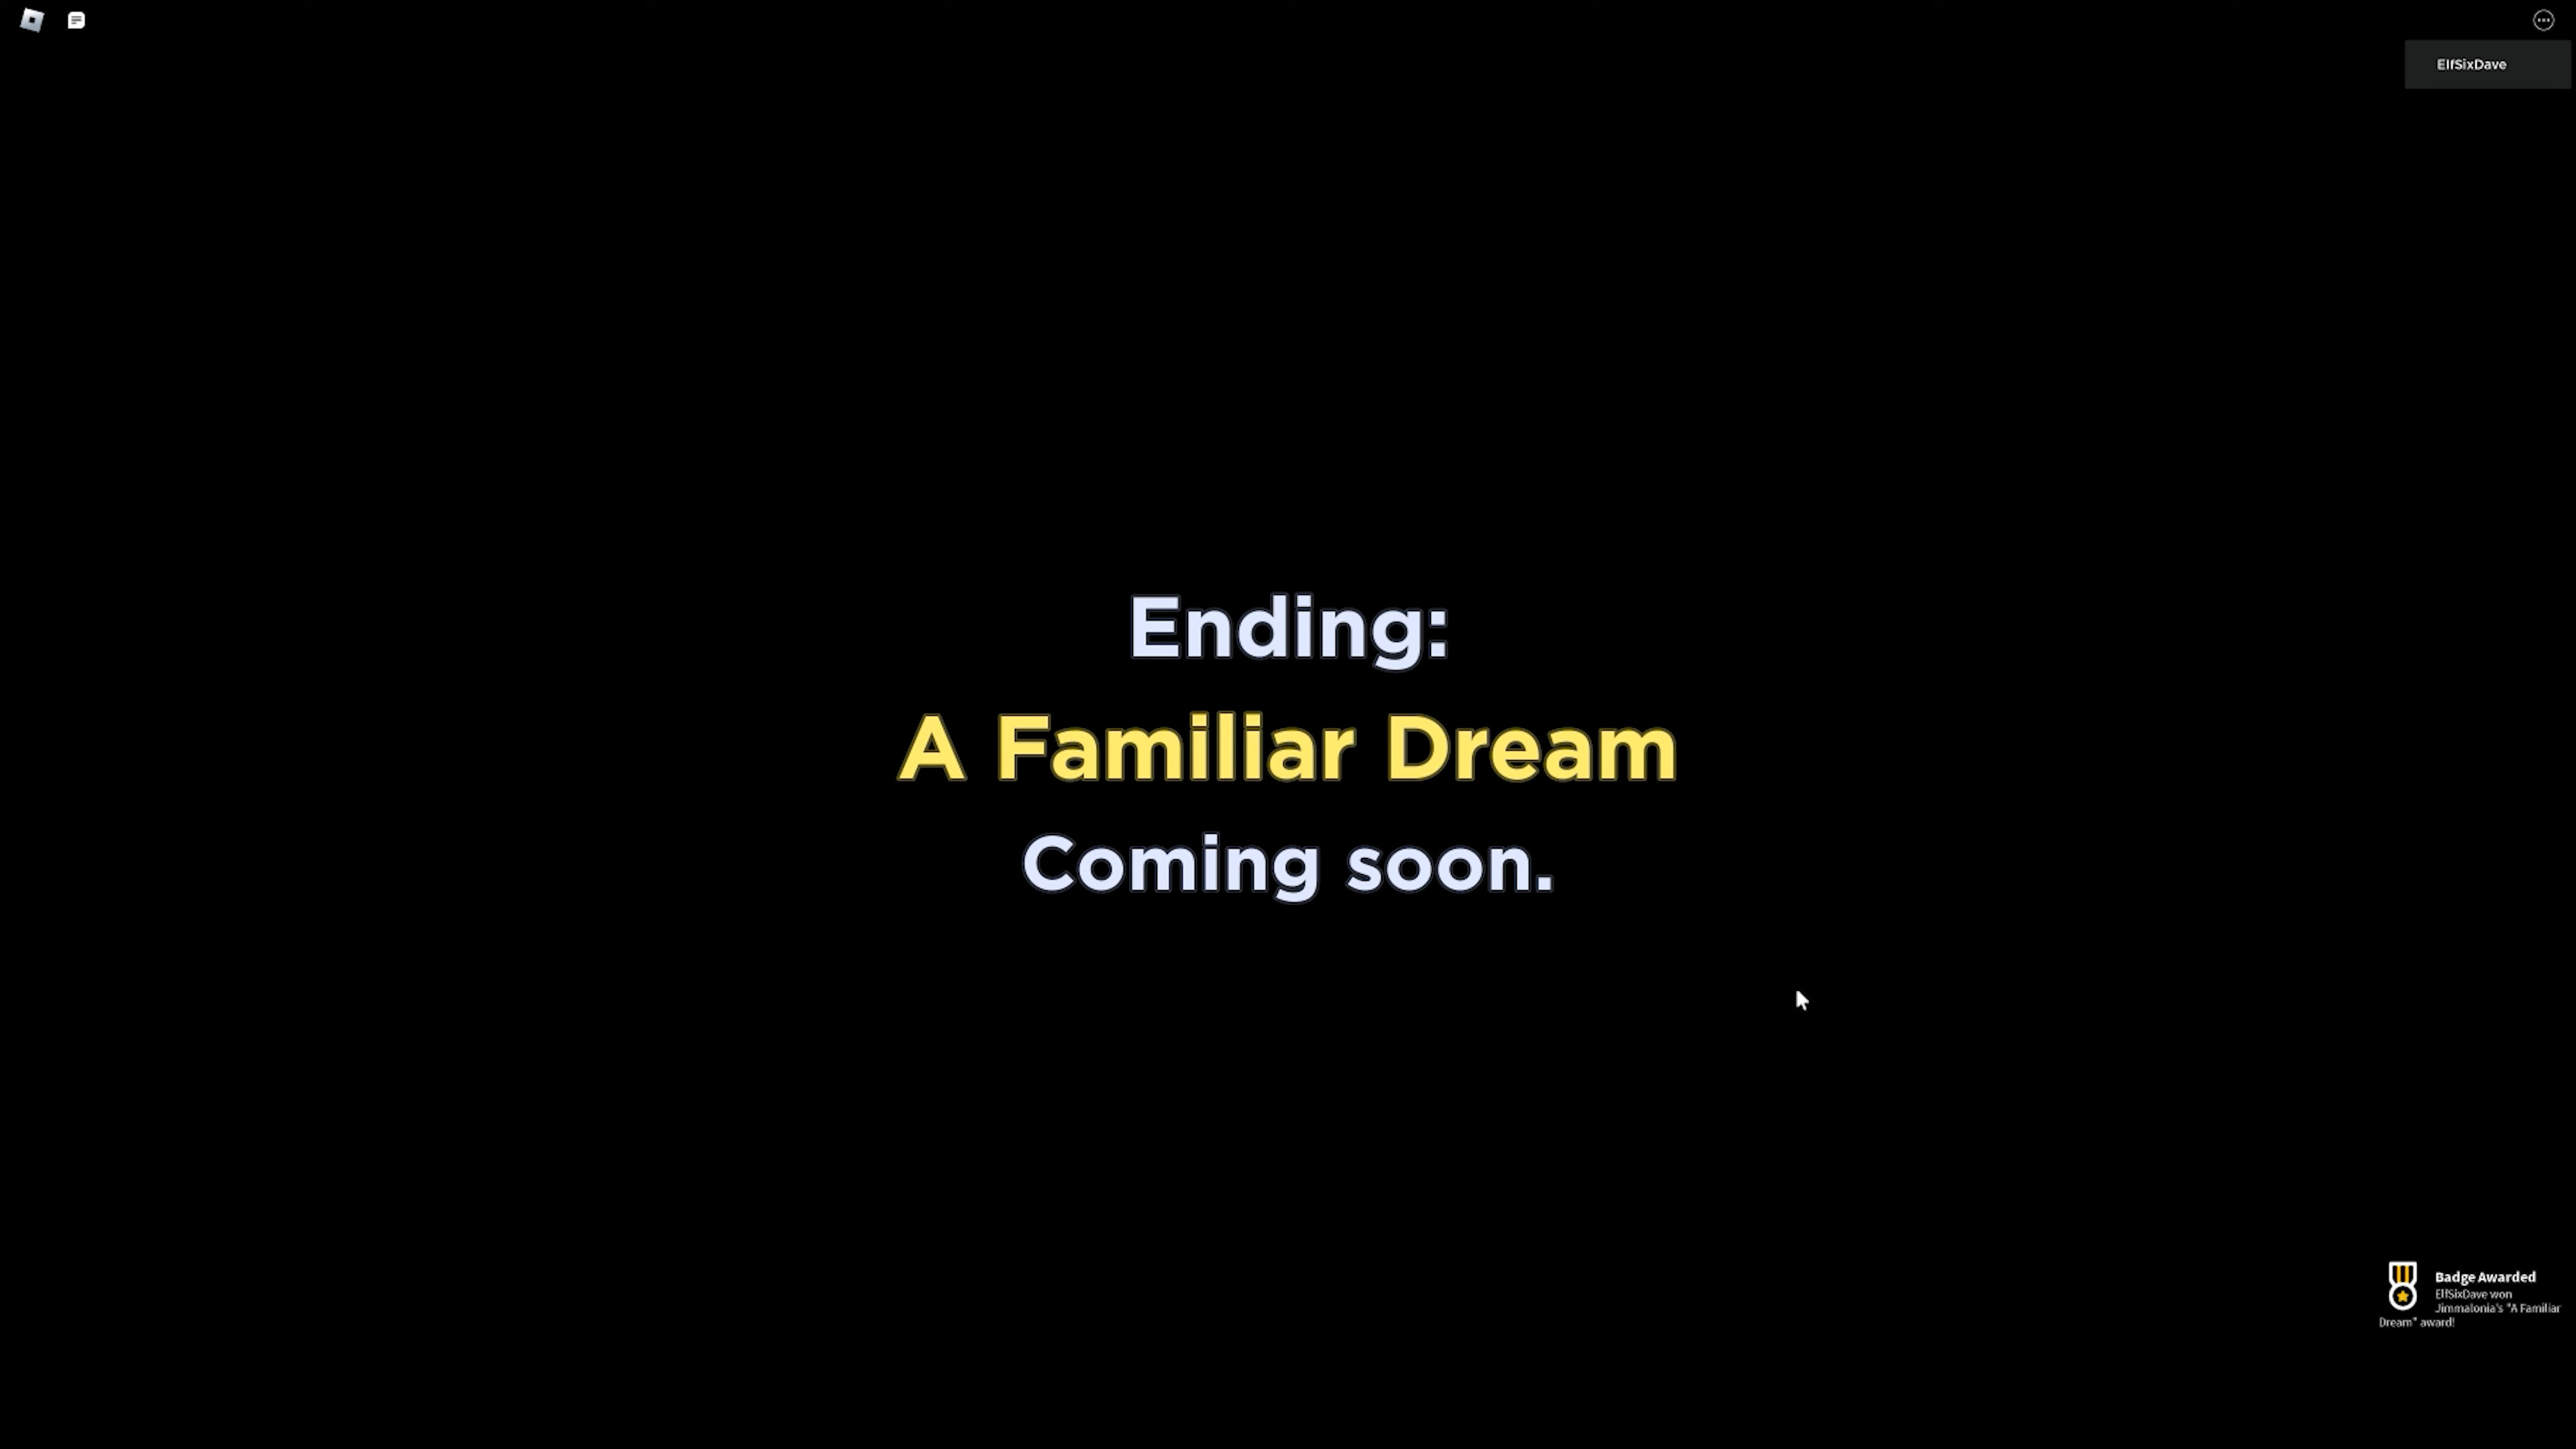 ElfSixDave
Ending:
A Familiar Dream
Coming soon.
Badge Awarded
ElfSixDave won
Jimmalonia's "A Familiar
Dream" award!